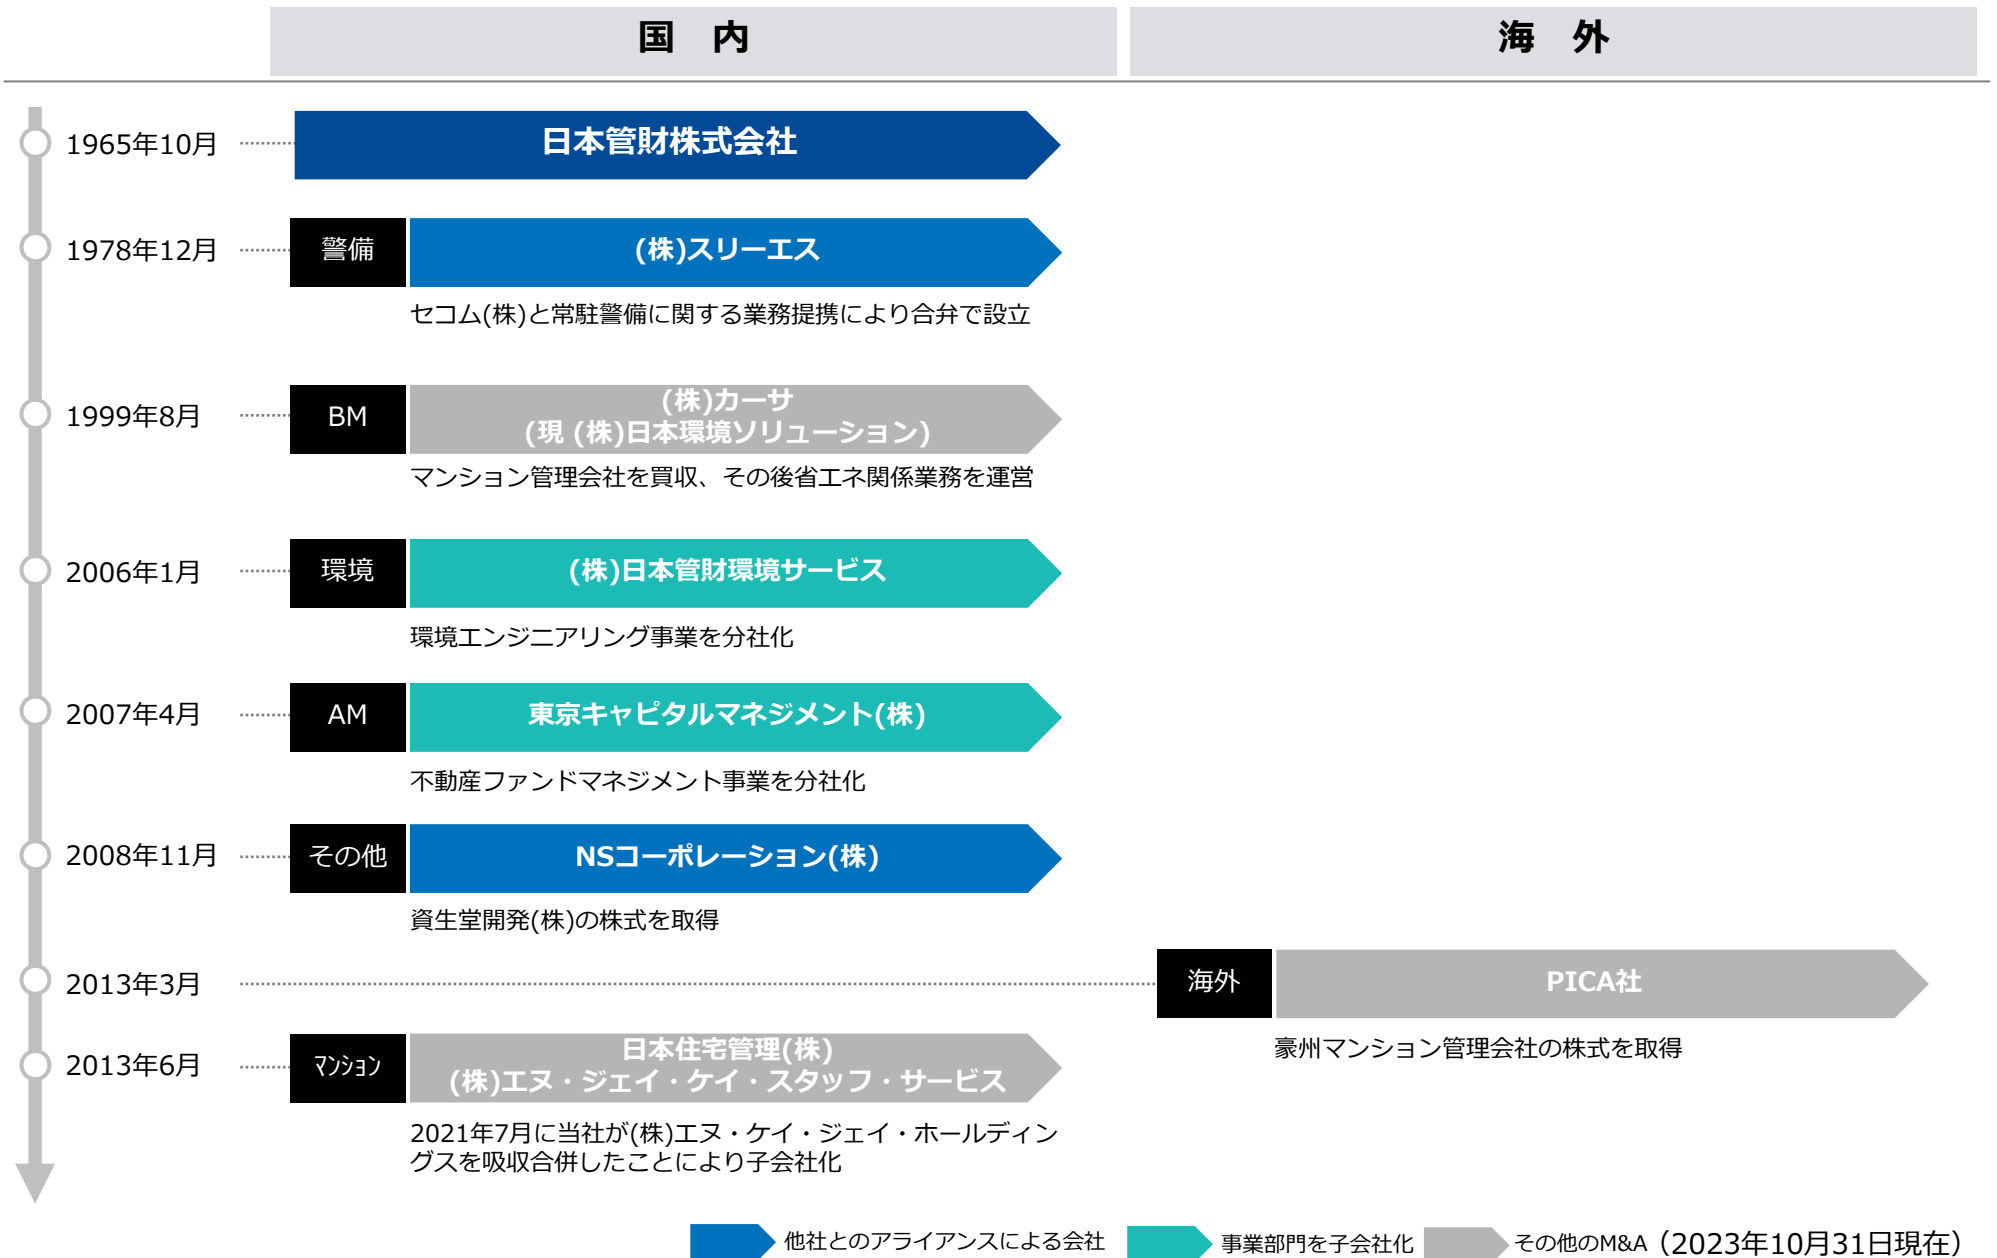 国　内
海　外
1965年10月
日本管財株式会社
1978年12月
警備
(株)スリーエス
セコム(株)と常駐警備に関する業務提携により合弁で設立
1999年8月
BM
(株)カーサ
(現 (株)日本環境ソリューション)
マンション管理会社を買収、その後省エネ関係業務を運営
2006年1月
環境
(株)日本管財環境サービス
環境エンジニアリング事業を分社化
2007年4月
AM
東京キャピタルマネジメント(株)
不動産ファンドマネジメント事業を分社化
2008年11月
その他
NSコーポレーション(株)
資生堂開発(株)の株式を取得
2013年3月
海外
PICA社
豪州マンション管理会社の株式を取得
2013年6月
ﾏﾝｼｮﾝ
日本住宅管理(株)
(株)エヌ・ジェイ・ケイ・スタッフ・サービス
2021年7月に当社が(株)エヌ・ケイ・ジェイ・ホールディン
グスを吸収合併したことにより子会社化
他社とのアライアンスによる会社
事業部門を子会社化
その他のM&A
（2023年10月31日現在）